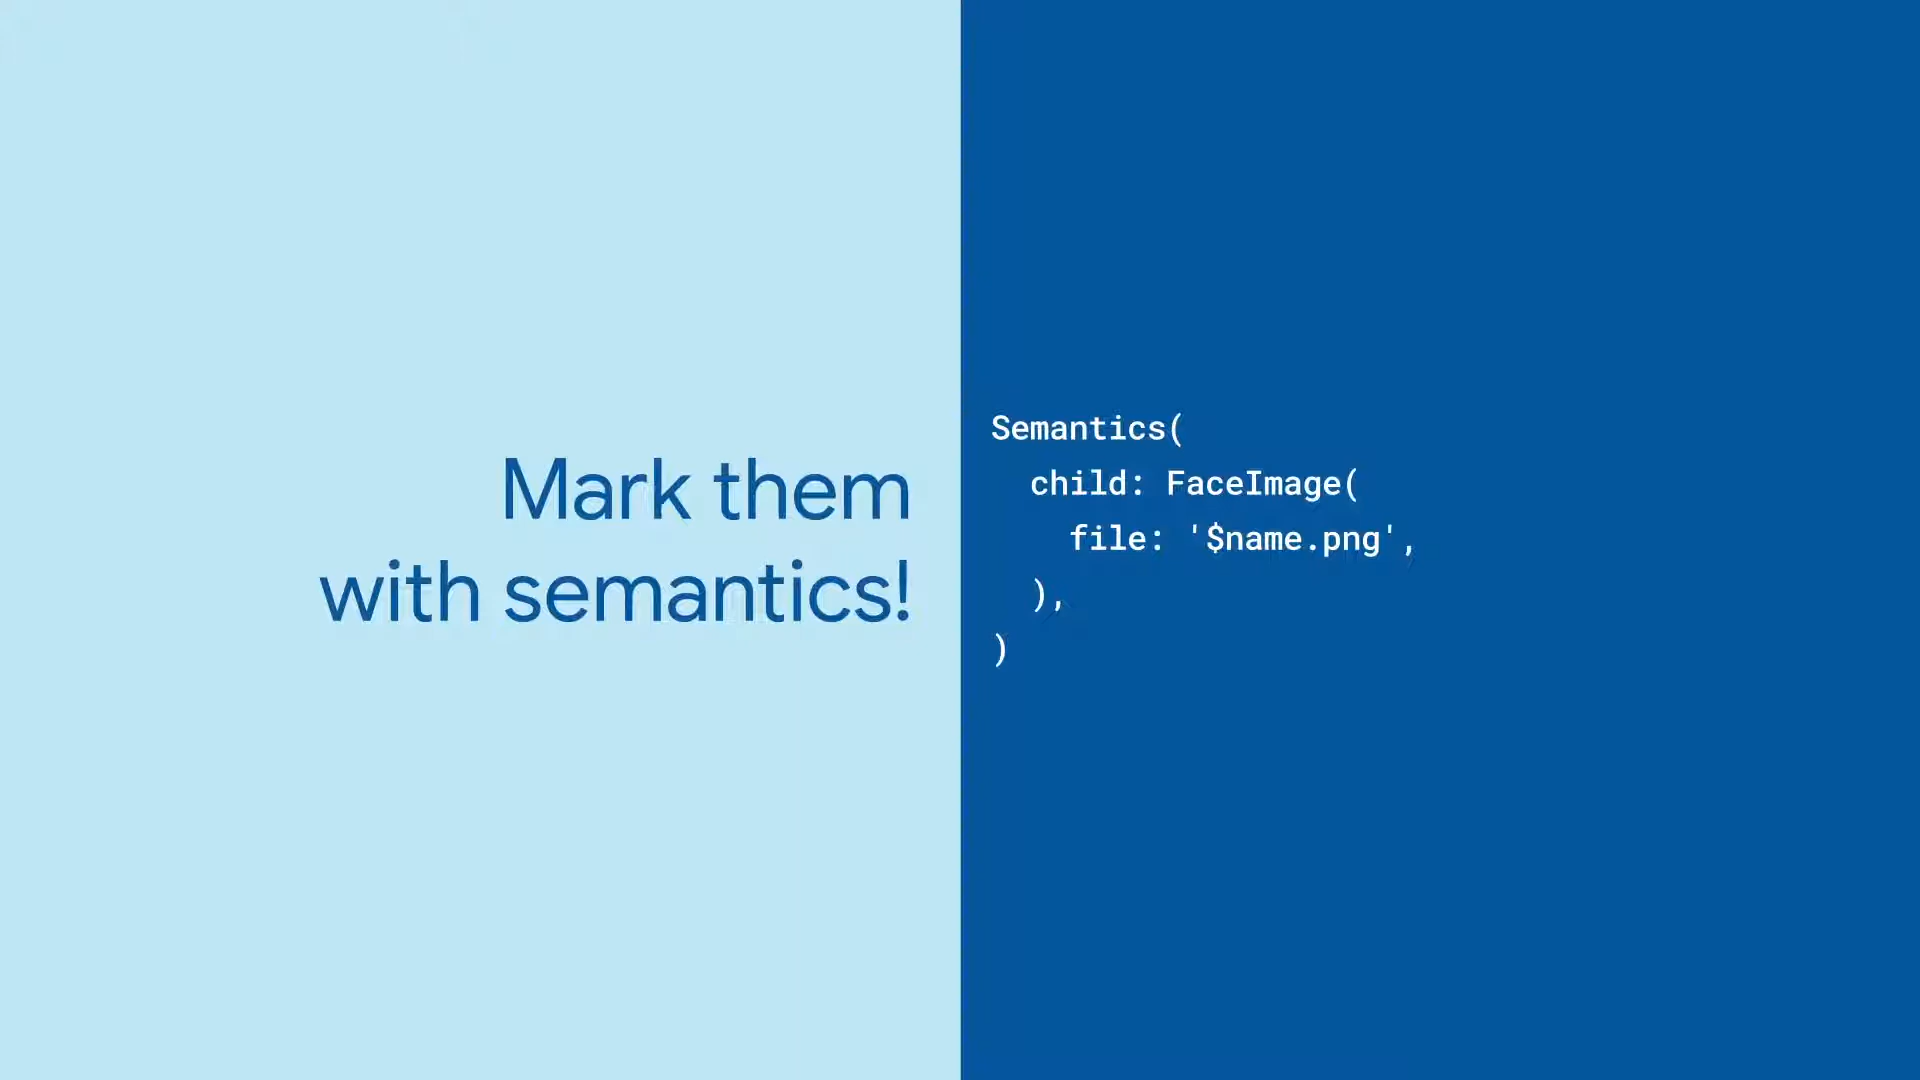 Mark them
with semantics!
Semantics(
  child: FaceImage(
    file: '$name.png',
  ),
)